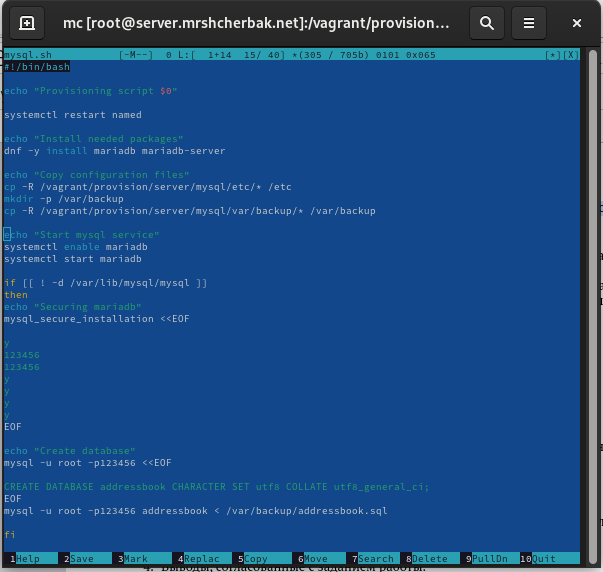 mc [root@server.mrshcherbak.net]:/vagrant/provision...
mysql.sh [-M--] 0 L:[ 1+14 15/ 40] *(305 / 705b) 0101 0x065 [*][X]
#!/bin/bash
echo "Provisioning script $0"
systemctl restart named
echo "Install needed packages"
dnf -y install mariadb mariadb-server
echo "Copy configuration files"
cp -R /vagrant/provision/server/mysql/etc/* /etc
mkdir -p /var/backup
cp -R /vagrant/provision/server/mysql/var/backup/* /var/backup
echo "Start mysql service"
systemctl enable mariadb
systemctl start mariadb
if [[ ! -d /var/lib/mysql/mysql ]]
then
echo "Securing mariadb"
mysql_secure_installation <<EOF
y
123456
123456
y
y
y
y
EOF
echo "Create database"
mysql -u root -p123456 <<EOF
CREATE DATABASE addressbook CHARACTER SET utf8 COLLATE utf8_general_ci;
EOF
mysql -u root -p123456 addressbook < /var/backup/addressbook.sql
fi
1Help 2Save 3Mark 4Replac 5Copy 6Move 7Search 8Delete 9PullDn 10Quit